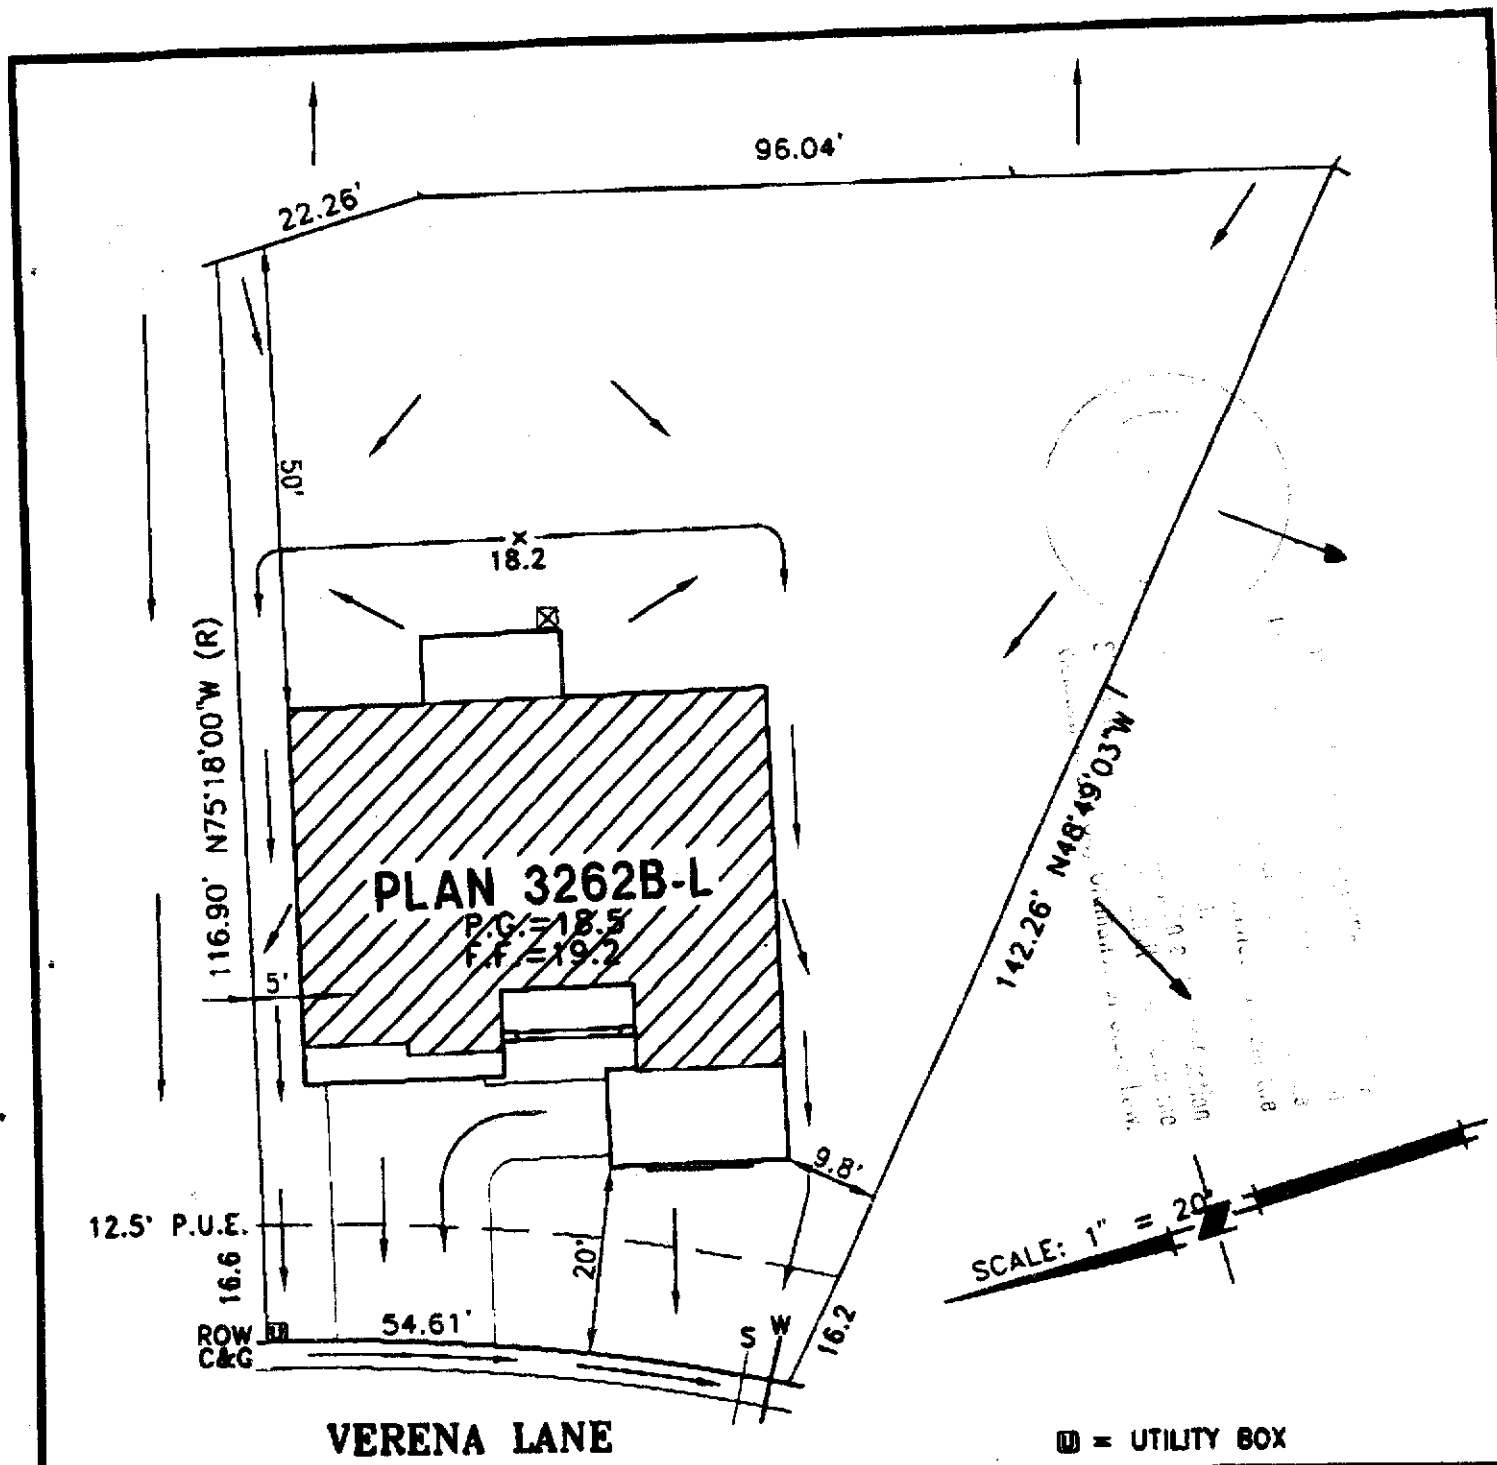 96.04'
22.26'
50'
x
18.2
116.90' N75°18'00"W (R)
PLAN 3262B-L
P.G.=18.5
F.F.=19.2
142.26' N48°49'03"W
5'
9.8'
12.5' P.U.E.
20'
SCALE: 1" = 20'
16.6
54.61'
16.2
ROW
U
C&G
S W
VERENA LANE
U = UTILITY BOX